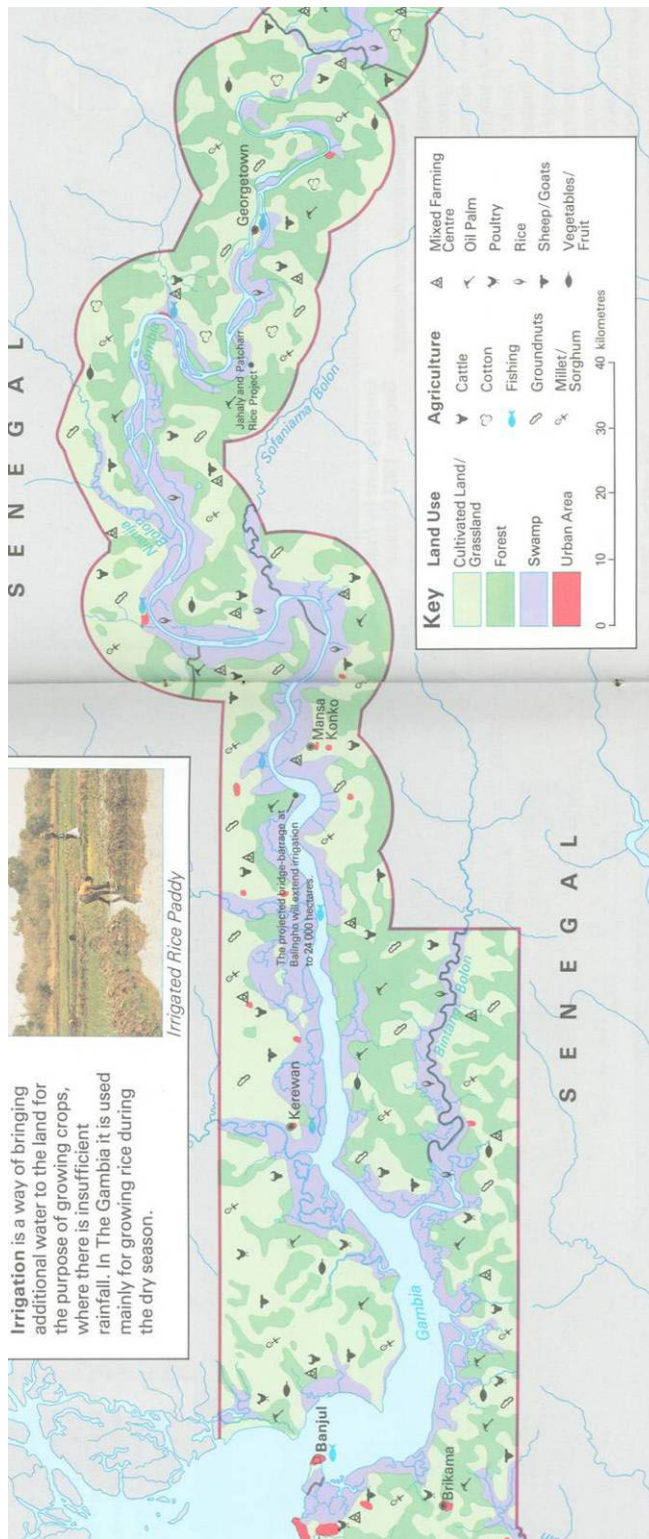 SENEGAL
Irrigation is a way of bringing
additional water to the land for
the purpose of growing crops,
where there is insufficient
rainfall. In The Gambia it is used
mainly for growing rice during
the dry season.
Irrigated Rice Paddy
Banjul
Brikama
Gambia
Kerewan
Bintang Bolon
The projected bridge-barrage at
Balingho will extend irrigation
to 24 000 hectares.
Mansa
Konko
Nianija
Bolon
Gambia
Sofaniama Bolon
Jahaly and Patcharr
Rice Project
Georgetown
SENEGAL
Key
Land Use
Cultivated Land/
Grassland
Forest
Swamp
Urban Area
Agriculture
Cattle
Cotton
Fishing
Groundnuts
Millet/
Sorghum
Mixed Farming
Centre
Oil Palm
Poultry
Rice
Sheep/Goats
Vegetables/
Fruit
0 10 20 30 40 kilometres